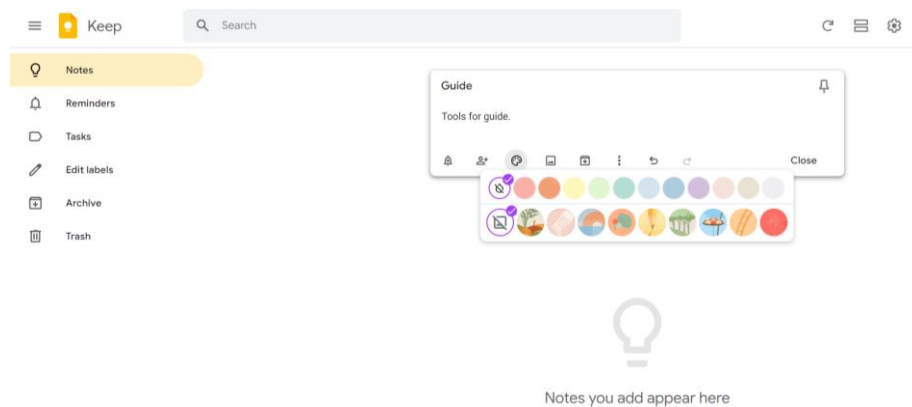 Keep
Search
Notes
Reminders
Tasks
Edit labels
Archive
Trash
Guide
Tools for guide.
Close
Notes you add appear here